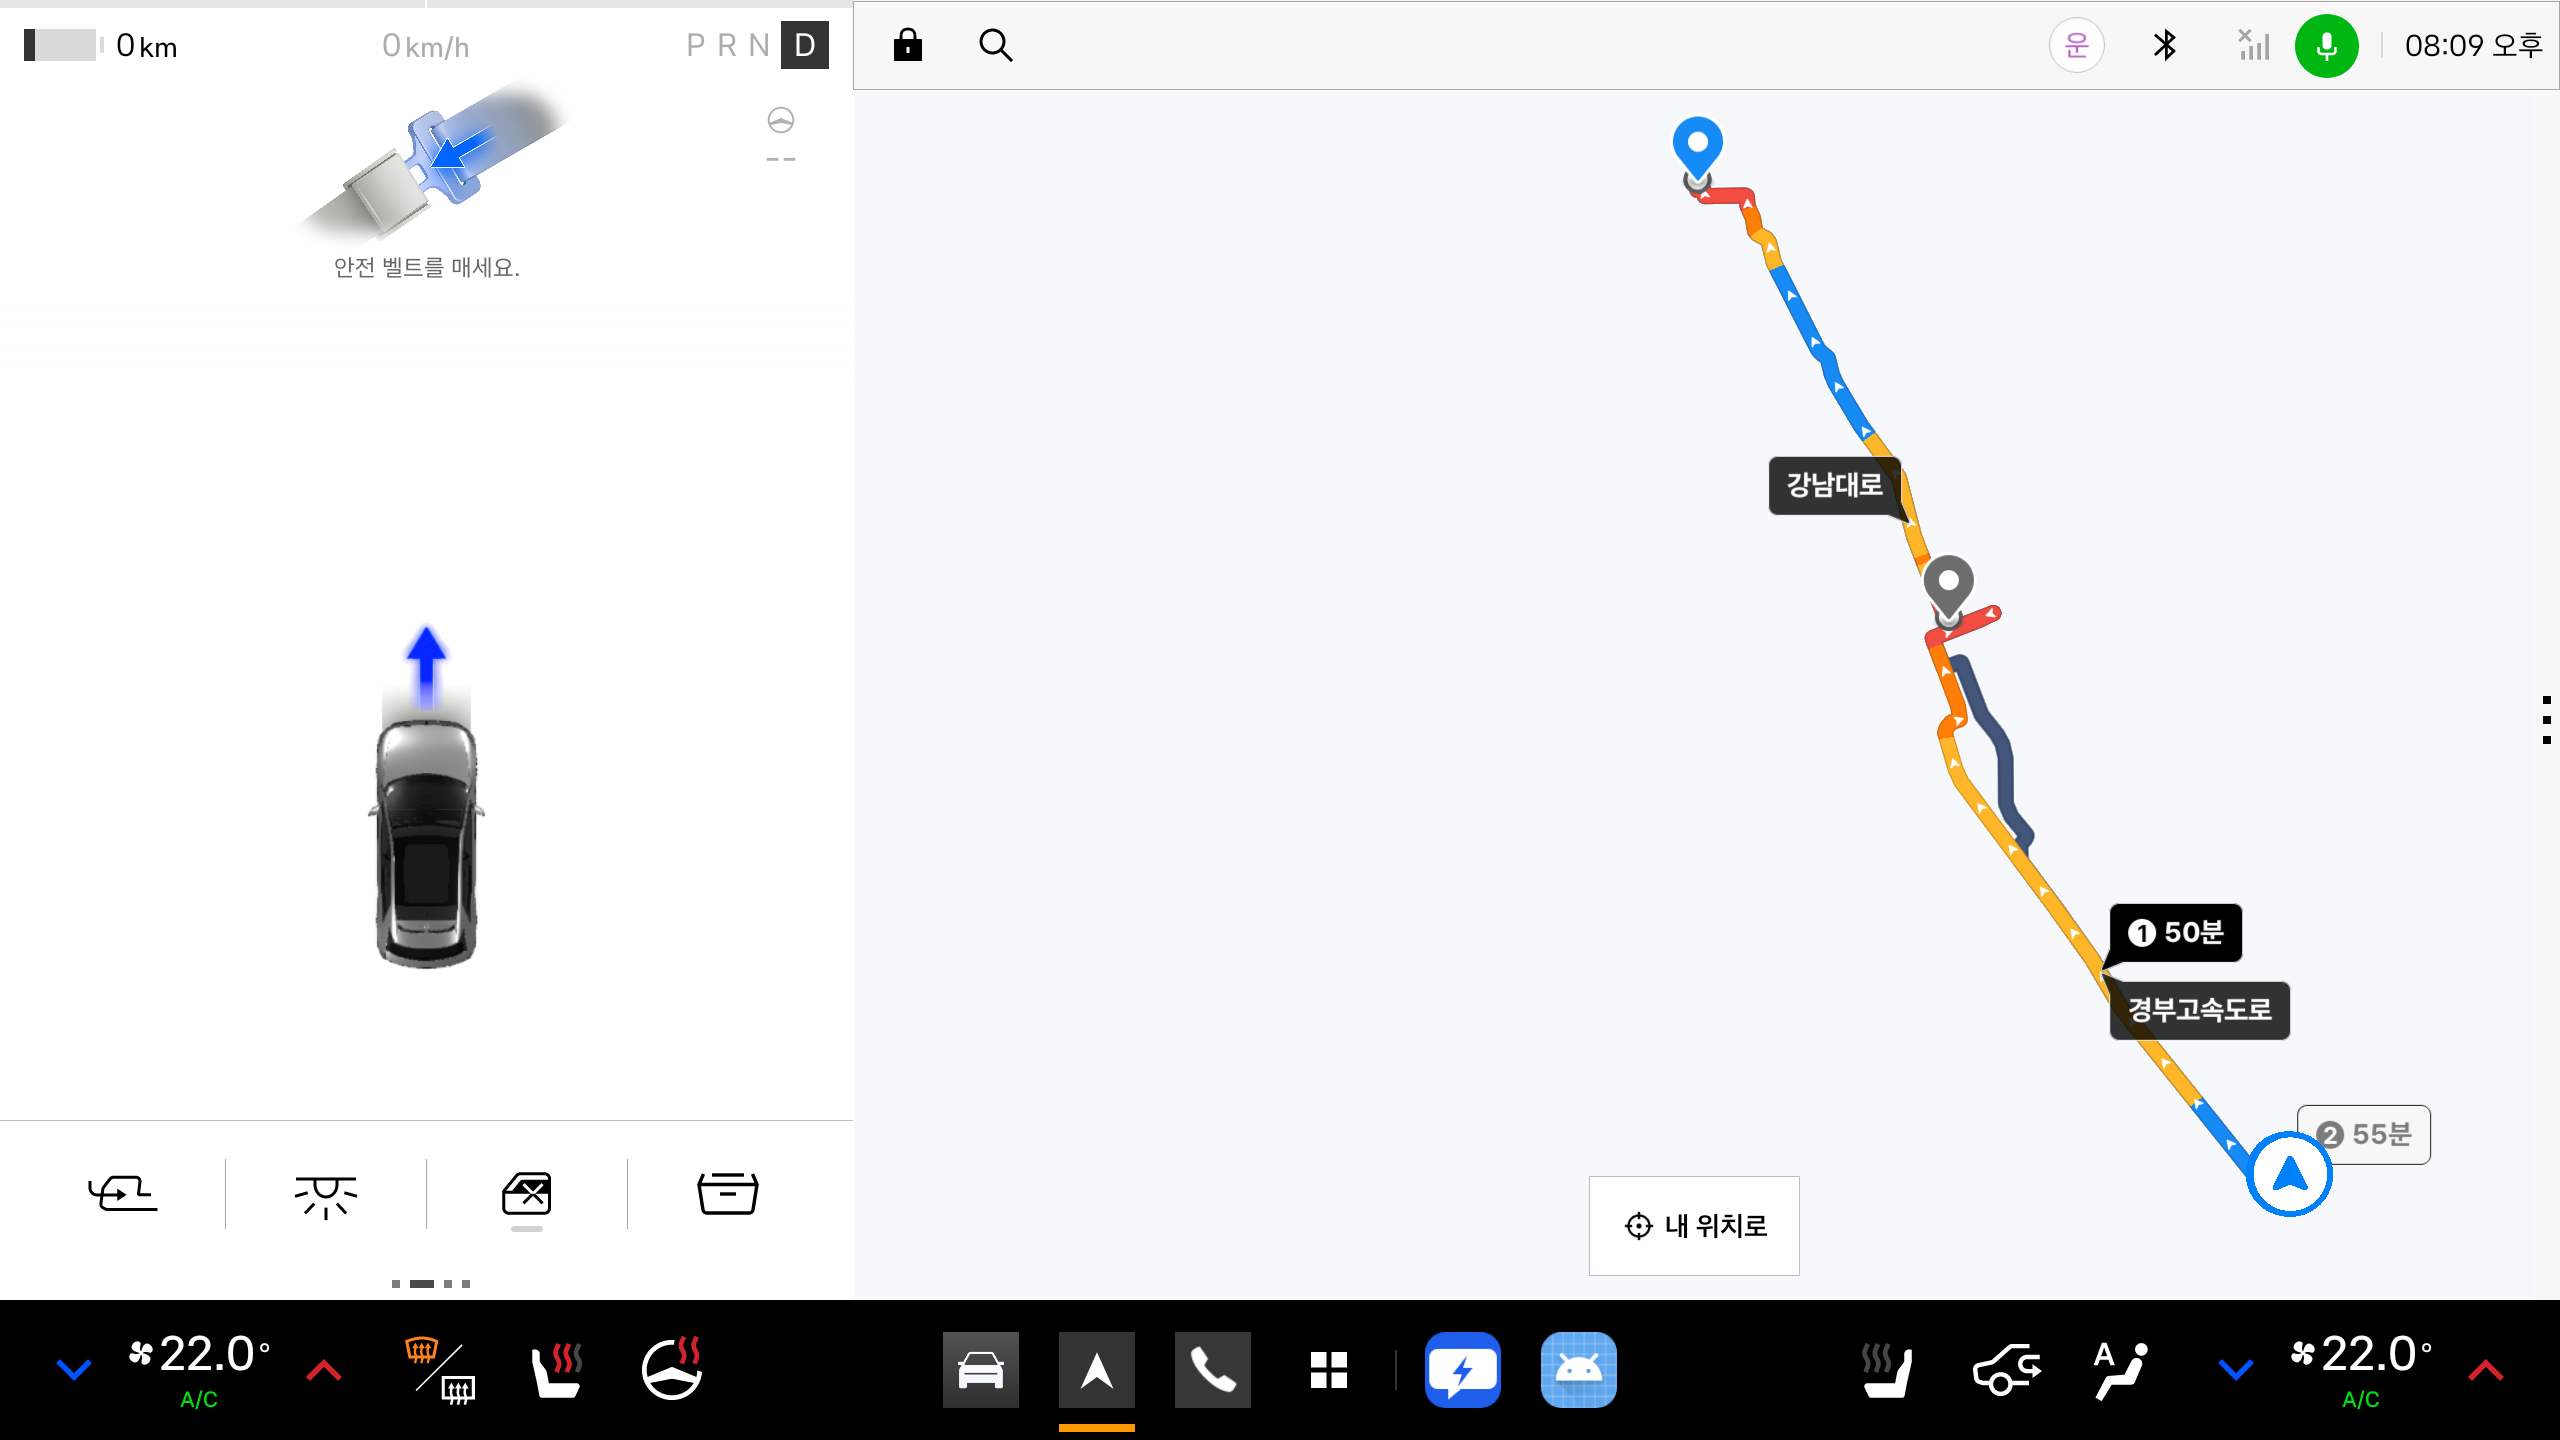 0 km
0 km/h
P R N D
운
08:09 오후
안전 벨트를 매세요.
강남대로
1 50분
경부고속도로
2 55분
내 위치로
22.0°
A/C
A
22.0°
A/C